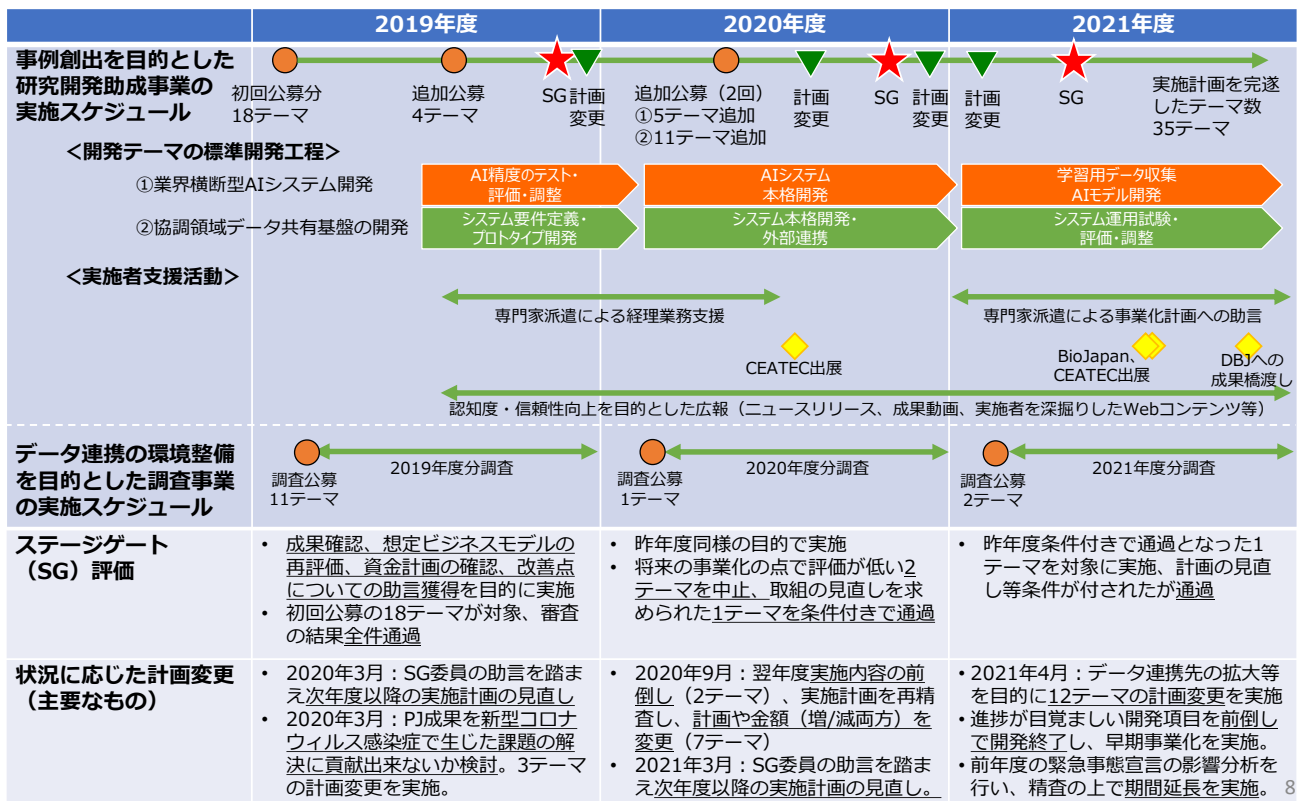 2019年度
2020年度
2021年度
事例創出を目的とした
研究開発助成事業の
実施スケジュール
初回公募分
18テーマ
追加公募
4テーマ
SG
計画
変更
追加公募（2回）
①5テーマ追加
②11テーマ追加
計画
変更
SG
計画
変更
計画
変更
SG
実施計画を完遂
したテーマ数
35テーマ
＜開発テーマの標準開発工程＞
①業界横断型AIシステム開発
AI精度のテスト・
評価・調整
AIシステム
本格開発
学習用データ収集
AIモデル開発
②協調領域データ共有基盤の開発
システム要件定義・
プロトタイプ開発
システム本格開発・
外部連携
システム運用試験・
評価・調整
＜実施者支援活動＞
専門家派遣による経理業務支援
専門家派遣による事業化計画への助言
CEATEC出展
BioJapan、
CEATEC出展
DBJへの
成果橋渡し
認知度・信頼性向上を目的とした広報（ニュースリリース、成果動画、実施者を深掘りしたWebコンテンツ等）
データ連携の環境整備
を目的とした調査事業
の実施スケジュール
調査公募
11テーマ
2019年度分調査
調査公募
1テーマ
2020年度分調査
調査公募
2テーマ
2021年度分調査
ステージゲート
（SG）評価
• 成果確認、想定ビジネスモデルの
再評価、資金計画の確認、改善点
についての助言獲得を目的に実施
• 初回公募の18テーマが対象、審査
の結果全件通過
• 昨年度同様の目的で実施
• 将来の事業化の点で評価が低い2
テーマを中止、取組の見直しを求
められた1テーマを条件付きで通過
• 昨年度条件付きで通過となった1
テーマを対象に実施、計画の見直
し等条件が付されたが通過
状況に応じた計画変更
（主要なもの）
• 2020年3月：SG委員の助言を踏ま
え次年度以降の実施計画の見直し
• 2020年3月：PJ成果を新型コロナ
ウィルス感染症で生じた課題の解
決に貢献出来ないか検討。3テーマ
の計画変更を実施。
• 2020年9月：翌年度実施内容の前
倒し（2テーマ）、実施計画を再精
査し、計画や金額（増/減両方）を
変更（7テーマ）
• 2021年3月：SG委員の助言を踏ま
え次年度以降の実施計画の見直し。
• 2021年4月：データ連携先の拡大等
を目的に12テーマの計画変更を実施
• 進捗が目覚ましい開発項目を前倒し
で開発終了し、早期事業化を実施。
• 前年度の緊急事態宣言の影響分析を
行い、精査の上で期間延長を実施。
8